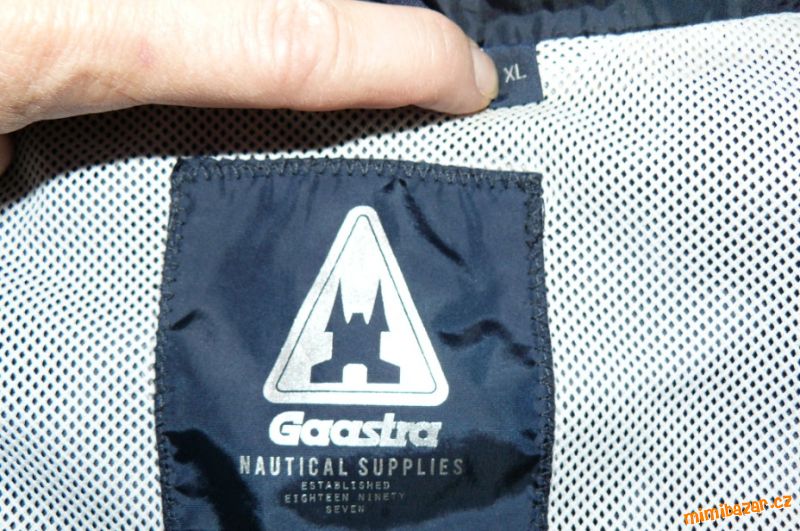 XL
Gaastra
NAUTICAL SUPPLIES
ESTABLISHED
EIGHTEEN NINETY
SEVEN
mimibazar.cz